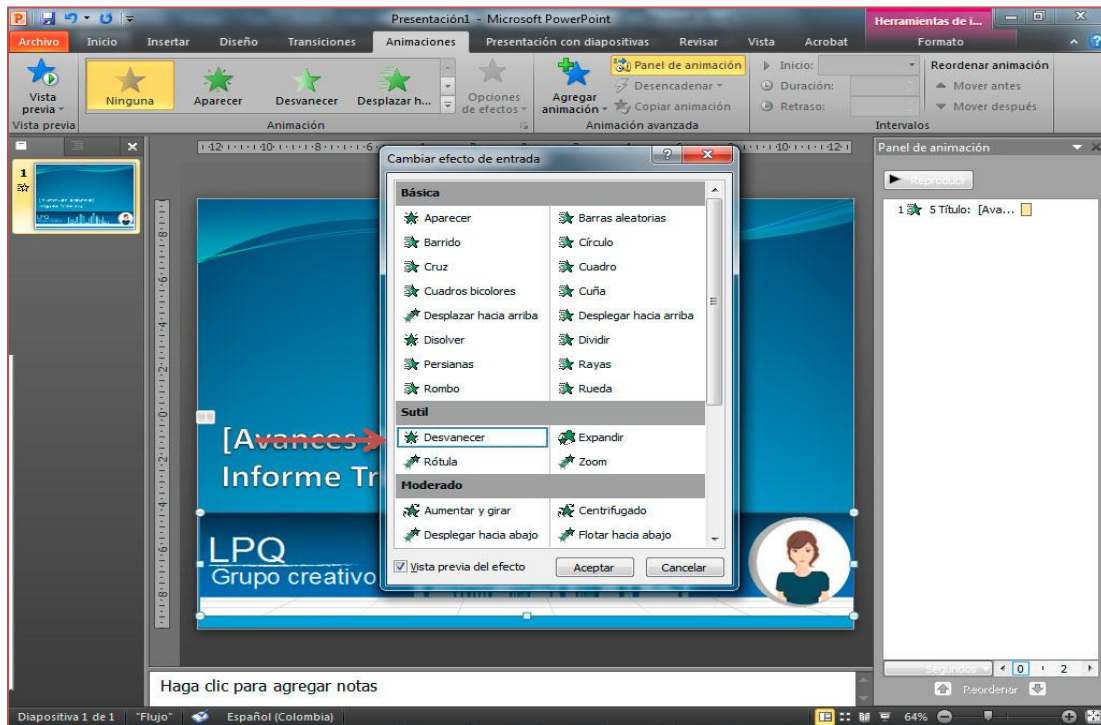 Presentación1 - Microsoft PowerPoint
Herramientas de i...
Archivo Inicio Insertar Diseño Transiciones Animaciones Presentación con diapositivas Revisar Vista Acrobat Formato
Vista previa
Ninguna
Aparecer
Desvanecer
Desplazar h...
Opciones de efectos
Agregar animación
Panel de animación
Desencadenar
Copiar animación
Inicio:
Duración:
Retraso:
Reordenar animación
Mover antes
Mover después
Vista previa
Animación
Animación avanzada
Intervalos
Cambiar efecto de entrada
Básica
Aparecer
Barras aleatorias
Barrido
Círculo
Cruz
Cuadro
Cuadros bicolores
Cuña
Desplazar hacia arriba
Desplegar hacia arriba
Disolver
Dividir
Persianas
Rayas
Rombo
Rueda
Sutil
Desvanecer
Expandir
Rótula
Zoom
Moderado
Aumentar y girar
Centrifugado
Desplegar hacia abajo
Flotar hacia abajo
Vista previa del efecto
Aceptar
Cancelar
1
[Avances
Informe Tr
LPQ
Grupo creativo
Panel de animación
Reproducir
1 5 Título: [Ava...
Segundos 0 2
Reordenar
Haga clic para agregar notas
Diapositiva 1 de 1 "Flujo" Español (Colombia) 64%